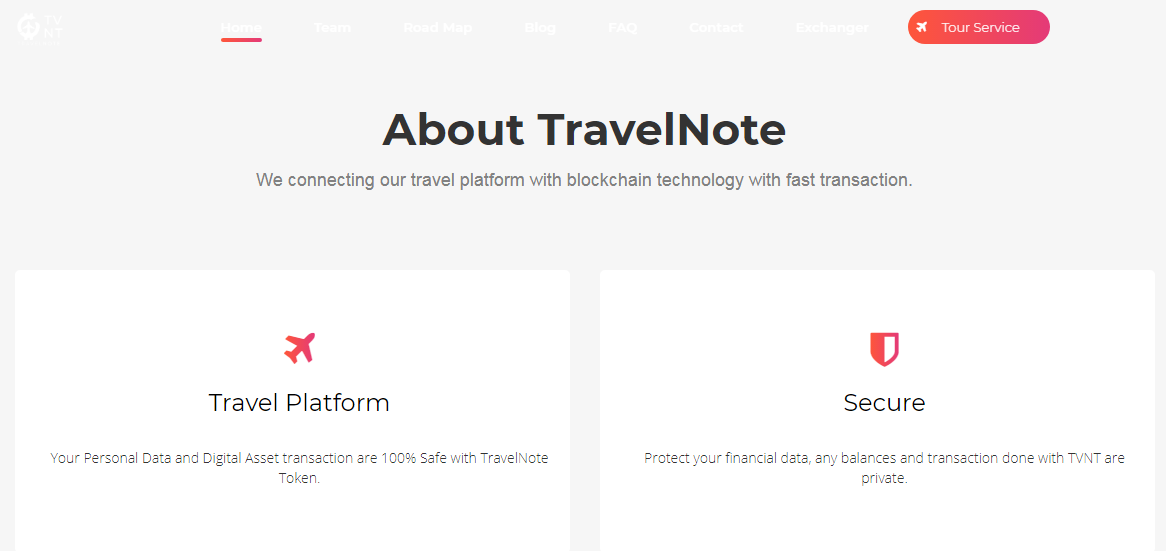 TV
NT
Home
Team
Road Map
Blog
FAQ
Contact
Exchanger
Tour Service
About TravelNote
We connecting our travel platform with blockchain technology with fast transaction.
Travel Platform
Your Personal Data and Digital Asset transaction are 100% Safe with TravelNote
Token.
Secure
Protect your financial data, any balances and transaction done with TVNT are
private.